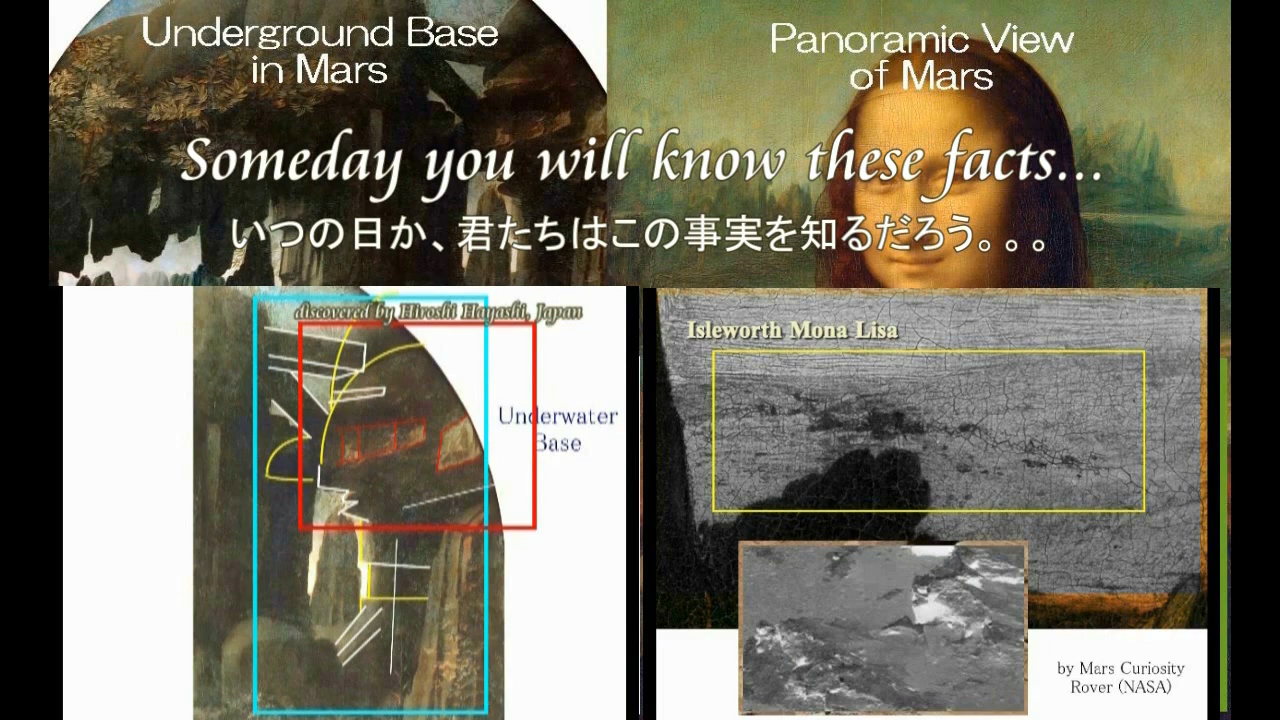 Underground Base
in Mars
Panoramic View
of Mars
Someday you will know these facts...
いつの日か、君たちはこの事実を知るだろう。。。
discovered by Hiroshi Hayashi, Japan
Underwater
Base
Isleworth Mona Lisa
by Mars Curiosity
Rover (NASA)